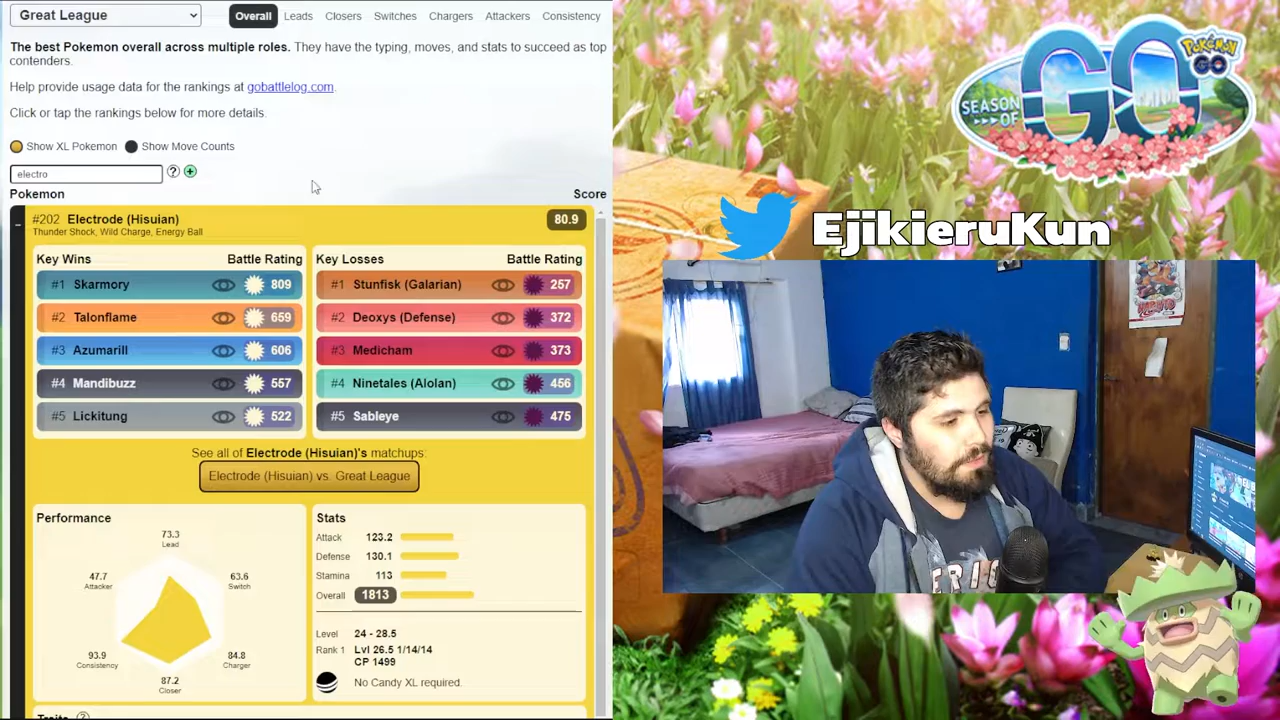 Great League
Overall
Leads
Closers
Switches
Chargers
Attackers
Consistency
The best Pokemon overall across multiple roles. They have the typing, moves, and stats to succeed as top
contenders.
Help provide usage data for the rankings at gobattlelog.com.
Click or tap the rankings below for more details.
Show XL Pokemon
Show Move Counts
electro
?
+
Pokemon
Score
-
#202 Electrode (Hisuian)
80.9
Thunder Shock, Wild Charge, Energy Ball
Key Wins
Battle Rating
#1 Skarmory
809
#2 Talonflame
659
#3 Azumarill
606
#4 Mandibuzz
557
#5 Lickitung
522
Key Losses
Battle Rating
#1 Stunfisk (Galarian)
257
#2 Deoxys (Defense)
372
#3 Medicham
373
#4 Ninetales (Alolan)
456
#5 Sableye
475
See all of Electrode (Hisuian)'s matchups:
Electrode (Hisuian) vs. Great League
Performance
73.3
Lead
47.7
Attacker
63.6
Switch
93.9
Consistency
84.8
Charger
87.2
Closer
Stats
Attack 123.2
Defense 130.1
Stamina 113
Overall 1813
Level 24 - 28.5
Rank 1 Lvl 26.5 1/14/14
CP 1499
No Candy XL required.
Traits ?
SEASON OF
GO
POKÉMON
GO
EjikieruKun
NARUTO